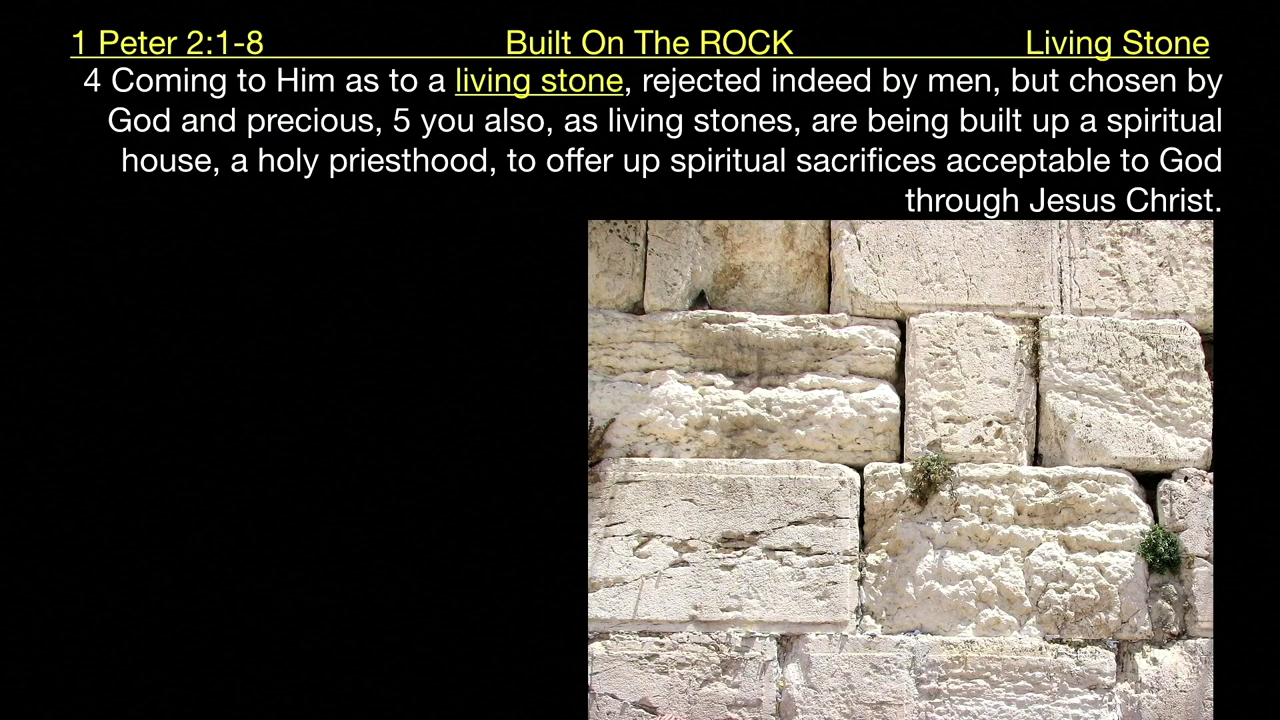 1 Peter 2:1-8 Built On The ROCK Living Stone
4 Coming to Him as to a living stone, rejected indeed by men, but chosen by
God and precious, 5 you also, as living stones, are being built up a spiritual
house, a holy priesthood, to offer up spiritual sacrifices acceptable to God
through Jesus Christ.